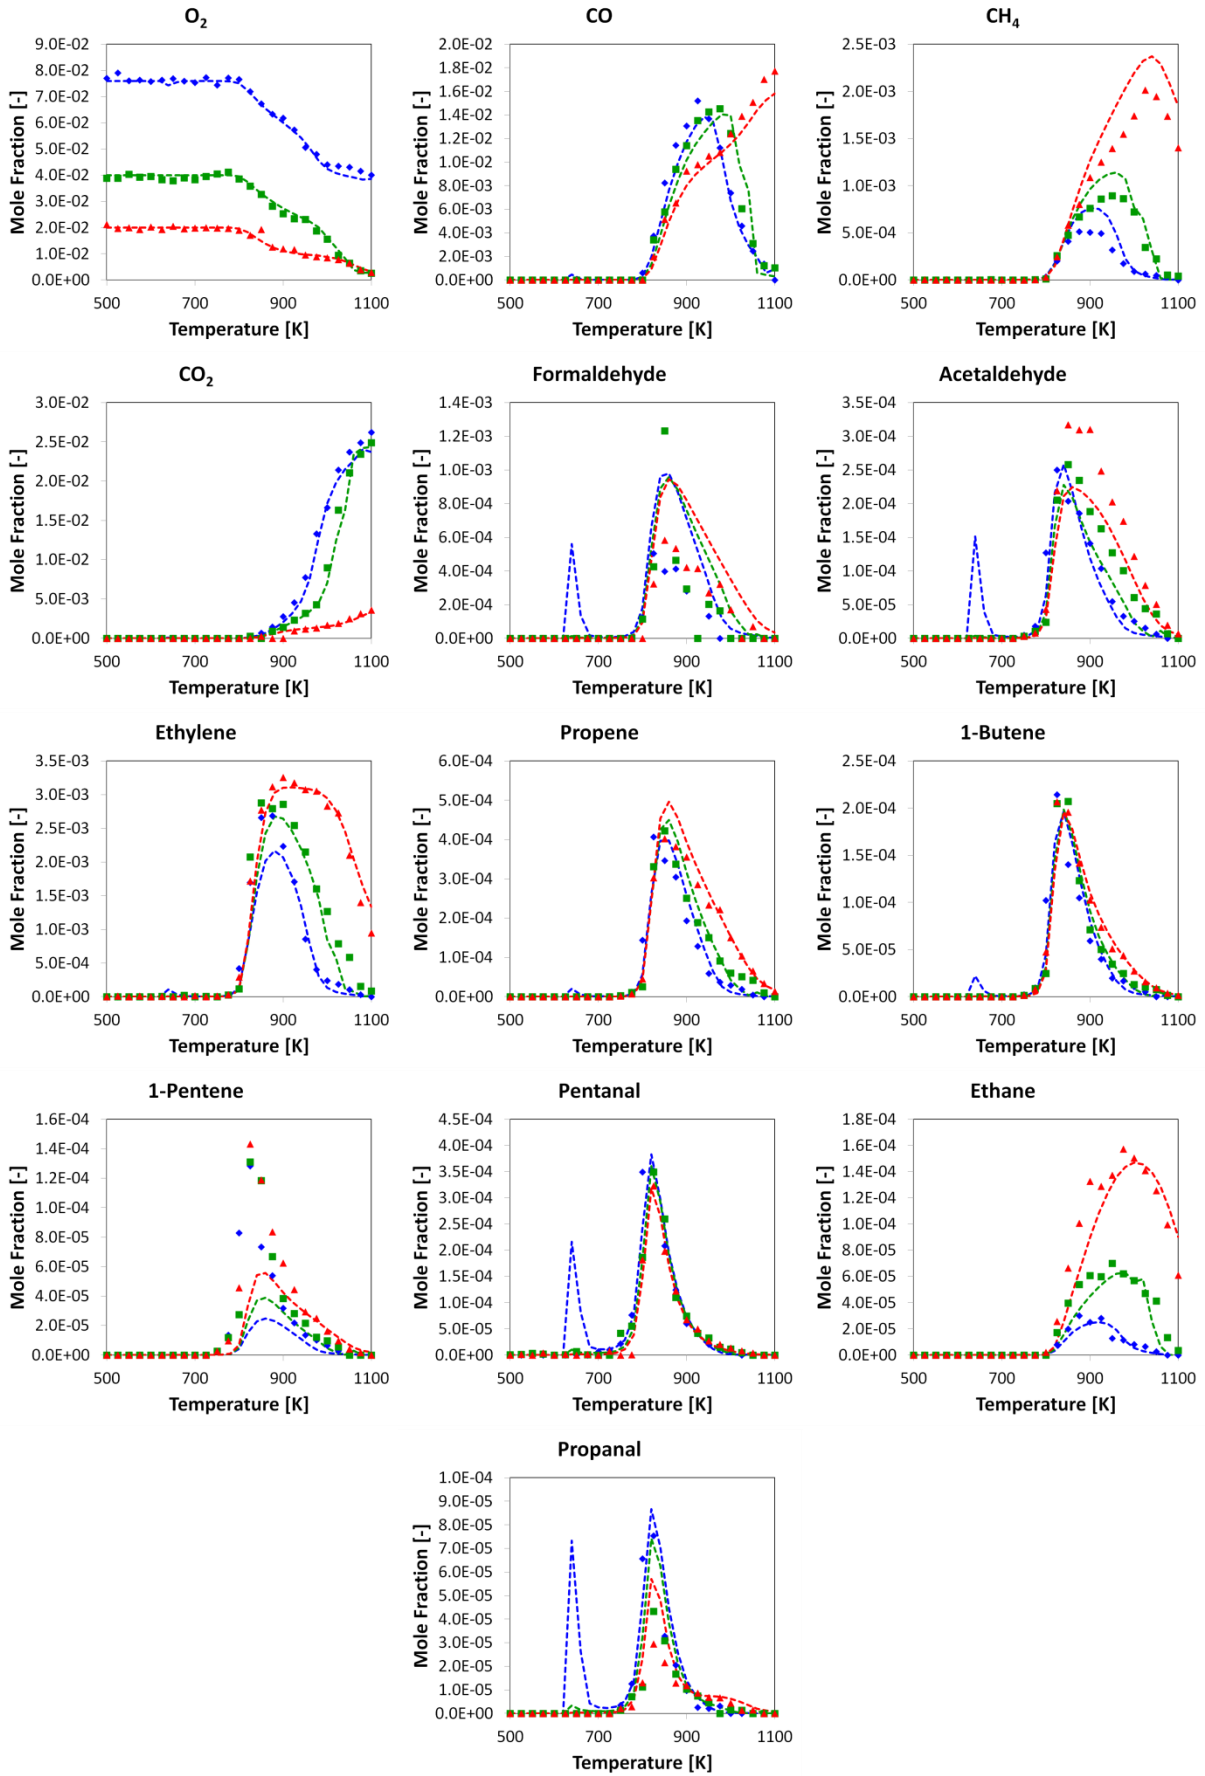 O₂
Mole Fraction [-]
9.0E-02
8.0E-02
7.0E-02
6.0E-02
5.0E-02
4.0E-02
3.0E-02
2.0E-02
1.0E-02
0.0E+00
500 700 900 1100
Temperature [K]
CO
Mole Fraction [-]
2.0E-02
1.8E-02
1.6E-02
1.4E-02
1.2E-02
1.0E-02
8.0E-03
6.0E-03
4.0E-03
2.0E-03
0.0E+00
500 700 900 1100
Temperature [K]
CH₄
Mole Fraction [-]
2.5E-03
2.0E-03
1.5E-03
1.0E-03
5.0E-04
0.0E+00
500 700 900 1100
Temperature [K]
CO₂
Mole Fraction [-]
3.0E-02
2.5E-02
2.0E-02
1.5E-02
1.0E-02
5.0E-03
0.0E+00
500 700 900 1100
Temperature [K]
Formaldehyde
Mole Fraction [-]
1.4E-03
1.2E-03
1.0E-03
8.0E-04
6.0E-04
4.0E-04
2.0E-04
0.0E+00
500 700 900 1100
Temperature [K]
Acetaldehyde
Mole Fraction [-]
3.5E-04
3.0E-04
2.5E-04
2.0E-04
1.5E-04
1.0E-04
5.0E-05
0.0E+00
500 700 900 1100
Temperature [K]
Ethylene
Mole Fraction [-]
3.5E-03
3.0E-03
2.5E-03
2.0E-03
1.5E-03
1.0E-03
5.0E-04
0.0E+00
500 700 900 1100
Temperature [K]
Propene
Mole Fraction [-]
6.0E-04
5.0E-04
4.0E-04
3.0E-04
2.0E-04
1.0E-04
0.0E+00
500 700 900 1100
Temperature [K]
1-Butene
Mole Fraction [-]
2.5E-04
2.0E-04
1.5E-04
1.0E-04
5.0E-05
0.0E+00
500 700 900 1100
Temperature [K]
1-Pentene
Mole Fraction [-]
1.6E-04
1.4E-04
1.2E-04
1.0E-04
8.0E-05
6.0E-05
4.0E-05
2.0E-05
0.0E+00
500 700 900 1100
Temperature [K]
Pentanal
Mole Fraction [-]
4.5E-04
4.0E-04
3.5E-04
3.0E-04
2.5E-04
2.0E-04
1.5E-04
1.0E-04
5.0E-05
0.0E+00
500 700 900 1100
Temperature [K]
Ethane
Mole Fraction [-]
1.8E-04
1.6E-04
1.4E-04
1.2E-04
1.0E-04
8.0E-05
6.0E-05
4.0E-05
2.0E-05
0.0E+00
500 700 900 1100
Temperature [K]
Propanal
Mole Fraction [-]
1.0E-04
9.0E-05
8.0E-05
7.0E-05
6.0E-05
5.0E-05
4.0E-05
3.0E-05
2.0E-05
1.0E-05
0.0E+00
500 700 900 1100
Temperature [K]